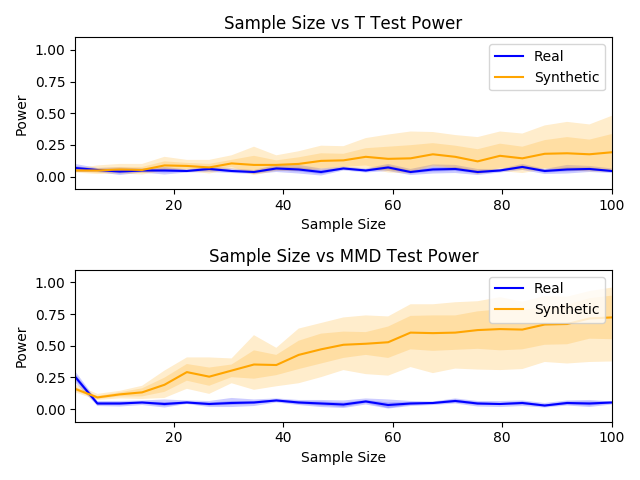 Sample Size vs T Test Power
1.00
0.75
0.50
0.25
0.00
Power
Real
Synthetic
20 40 60 80 100
Sample Size
Sample Size vs MMD Test Power
1.00
0.75
0.50
0.25
0.00
Power
Real
Synthetic
20 40 60 80 100
Sample Size